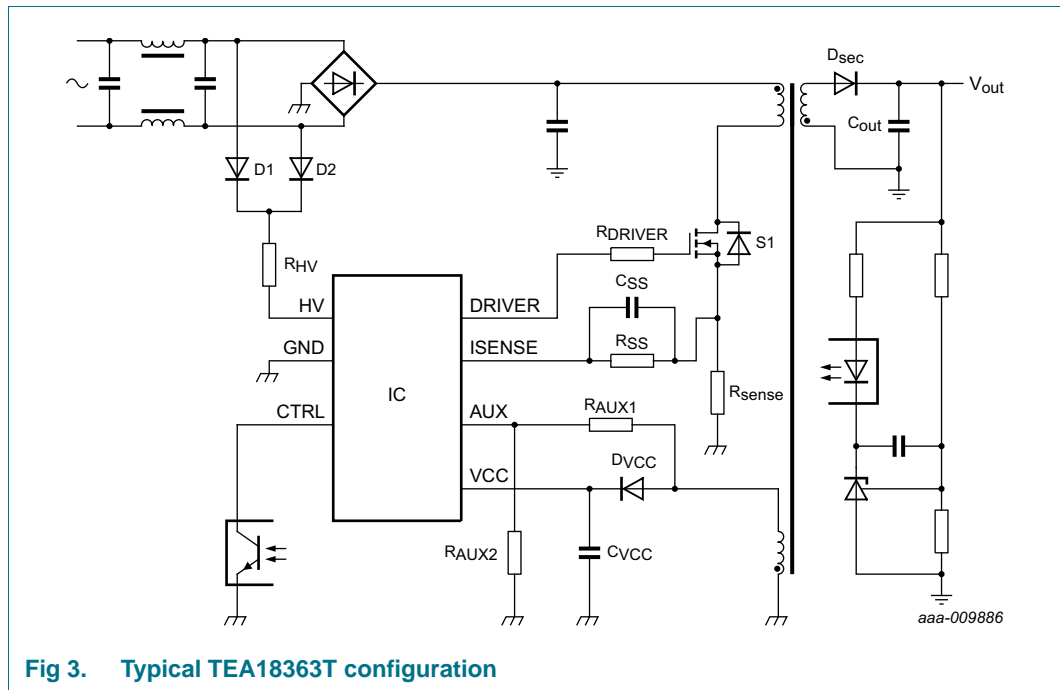 Dsec
Vout
Cout
D1
D2
RHV
RDRIVER
S1
CSS
HV
DRIVER
GND
ISENSE
RSS
IC
Rsense
CTRL
AUX
RAUX1
DVCC
VCC
RAUX2
CVCC
aaa-009886
Fig 3. Typical TEA18363T configuration